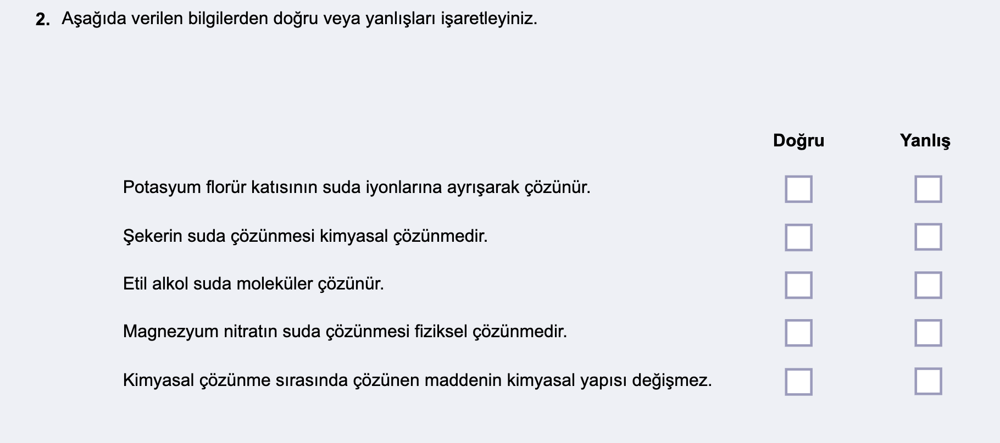 2. Aşağıda verilen bilgilerden doğru veya yanlışları işaretleyiniz.
Doğru Yanlış
Potasyum florür katısının suda iyonlarına ayrışarak çözünür.
Şekerin suda çözünmesi kimyasal çözünmedir.
Etil alkol suda moleküler çözünür.
Magnezyum nitratın suda çözünmesi fiziksel çözünmedir.
Kimyasal çözünme sırasında çözünen maddenin kimyasal yapısı değişmez.